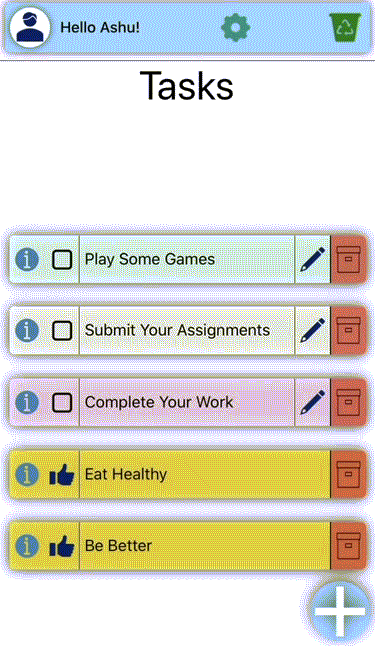 Hello Ashu!
Tasks
Play Some Games
Submit Your Assignments
Complete Your Work
Eat Healthy
Be Better